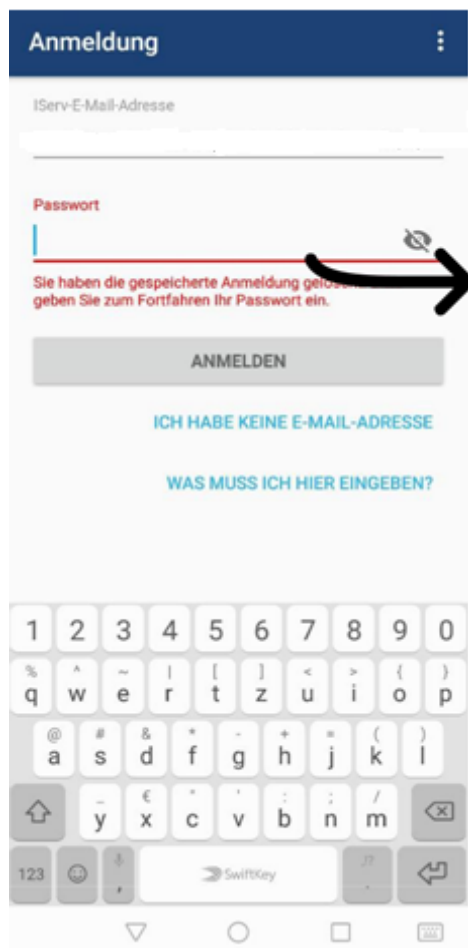 Anmeldung
IServ-E-Mail-Adresse
Passwort
Sie haben die gespeicherte Anmeldung
geben Sie zum Fortfahren Ihr Passwort ein.
ANMELDEN
ICH HABE KEINE E-MAIL-ADRESSE
WAS MUSS ICH HIER EINGEBEN?
1 2 3 4 5 6 7 8 9 0
% ^ ~ | [ ] < > { }
q w e r t z u i o p
@ # & * - + = ( )
a s d f g h j k l
_ € " ' : ; /
y x c v b n m
123 , SwiftKey .